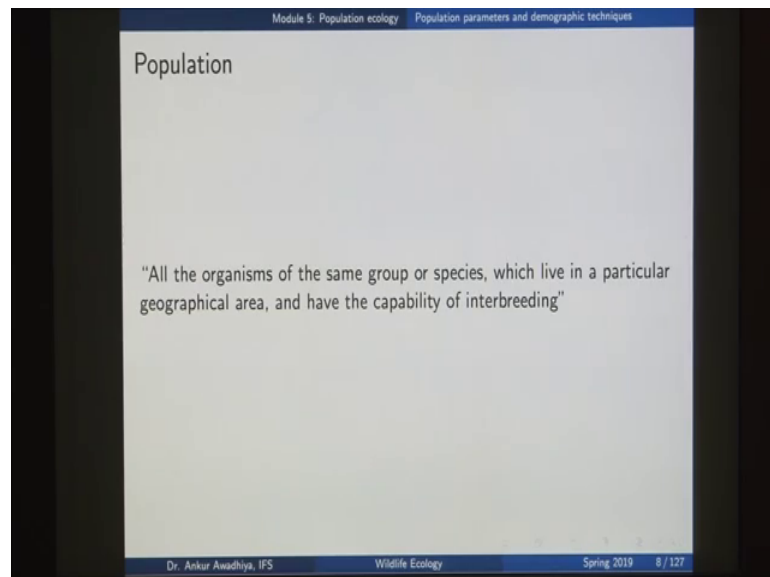 Module 5: Population ecology Population parameters and demographic techniques
Population
"All the organisms of the same group or species, which live in a particular
geographical area, and have the capability of interbreeding"
Dr. Ankur Awadhiya, IFS Wildlife Ecology Spring 2019 8/127